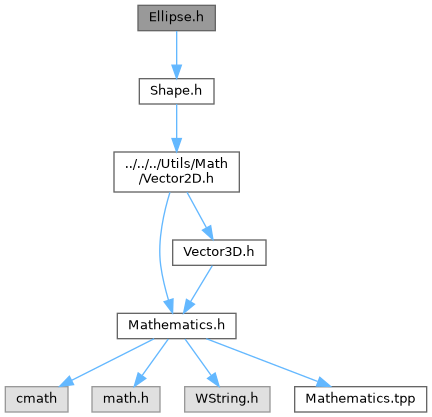 Ellipse.h
Shape.h
../../../Utils/Math
/Vector2D.h
Vector3D.h
Mathematics.h
cmath
math.h
WString.h
Mathematics.tpp